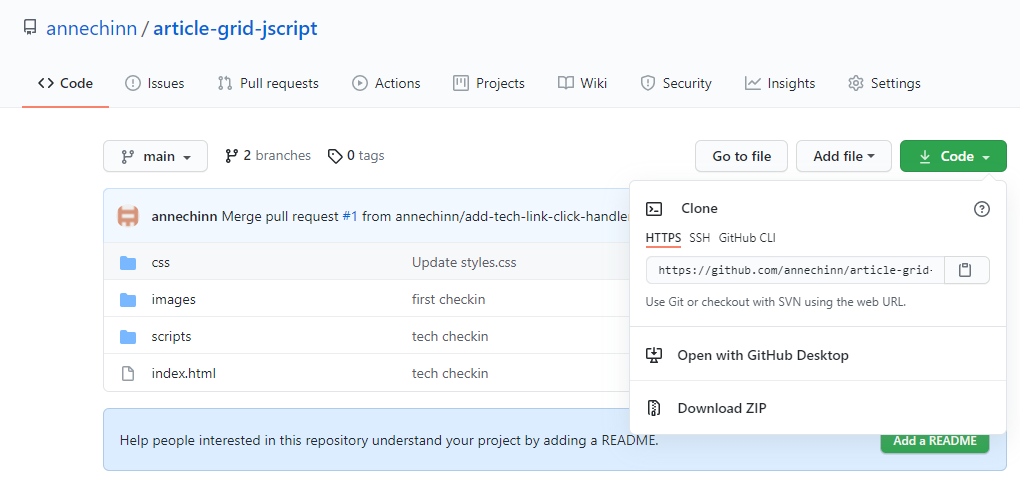 annechinn / article-grid-jscript
Code Issues Pull requests Actions Projects Wiki Security Insights Settings
main 2 branches 0 tags Go to file Add file Code
annechinn Merge pull request #1 from annechinn/add-tech-link-click-handler
css Update styles.css
images first checkin
scripts tech checkin
index.html tech checkin
Clone
HTTPS SSH GitHub CLI
https://github.com/annechinn/article-grid-
Use Git or checkout with SVN using the web URL.
Open with GitHub Desktop
Download ZIP
Help people interested in this repository understand your project by adding a README.
Add a README